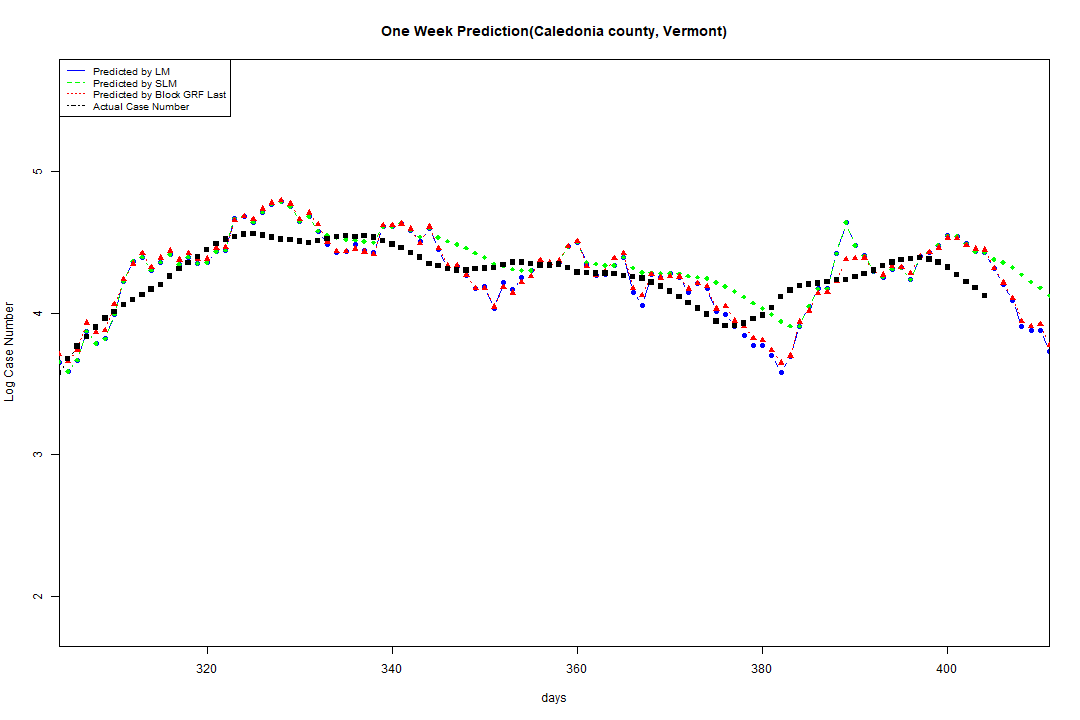 One Week Prediction(Caledonia county, Vermont)
Predicted by LM
Predicted by SLM
Predicted by Block GRF Last
Actual Case Number
5
4
3
2
Log Case Number
320 340 360 380 400
days